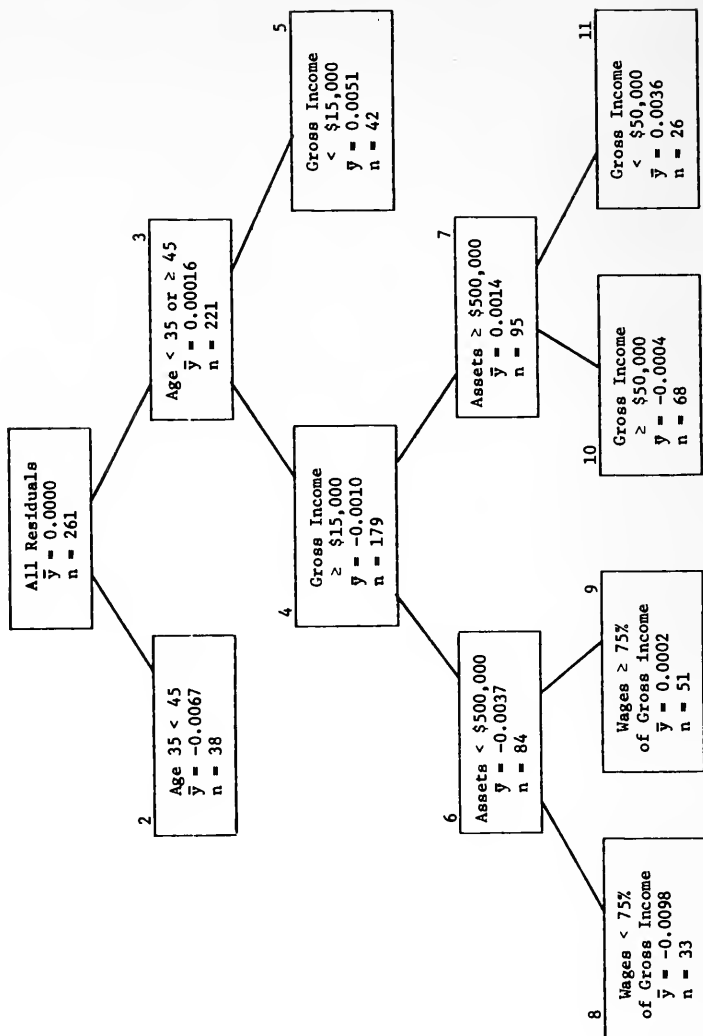 All Residuals
ȳ = 0.0000
n = 261
2
Age 35 < 45
ȳ = -0.0067
n = 38
3
Age < 35 or ≥ 45
ȳ = 0.00016
n = 221
4
Gross Income
≥ $15,000
ȳ = -0.0010
n = 179
5
Gross Income
< $15,000
ȳ = 0.0051
n = 42
6
Assets < $500,000
ȳ = -0.0037
n = 84
7
Assets ≥ $500,000
ȳ = 0.0014
n = 95
8
Wages < 75%
of Gross Income
ȳ = -0.0098
n = 33
9
Wages ≥ 75%
of Gross income
ȳ = 0.0002
n = 51
10
Gross Income
≥ $50,000
ȳ = -0.0004
n = 68
11
Gross Income
< $50,000
ȳ = 0.0036
n = 26